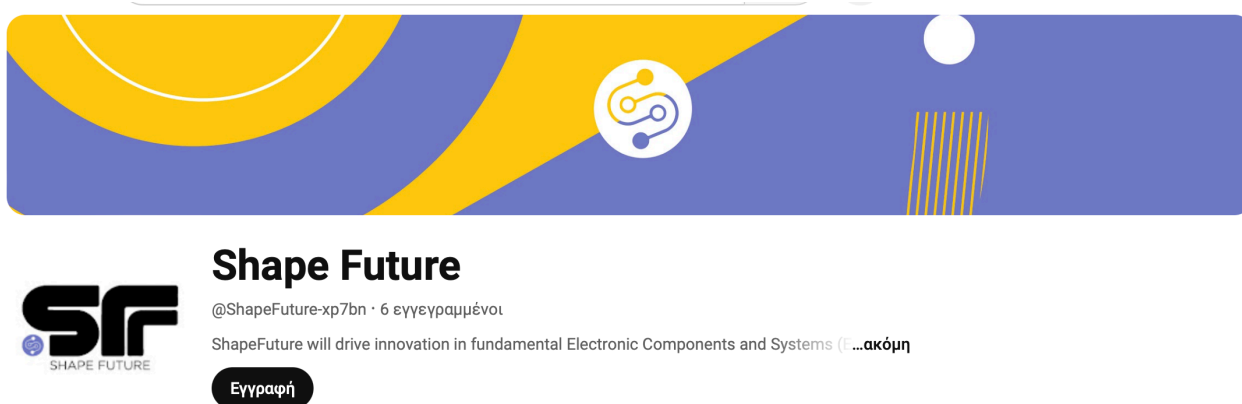 Shape Future
@ShapeFuture-xp7bn · 6 εγγεγραμμένοι
SF
SHAPE FUTURE
ShapeFuture will drive innovation in fundamental Electronic Components and Systems (E...ακόμη
Εγγραφή